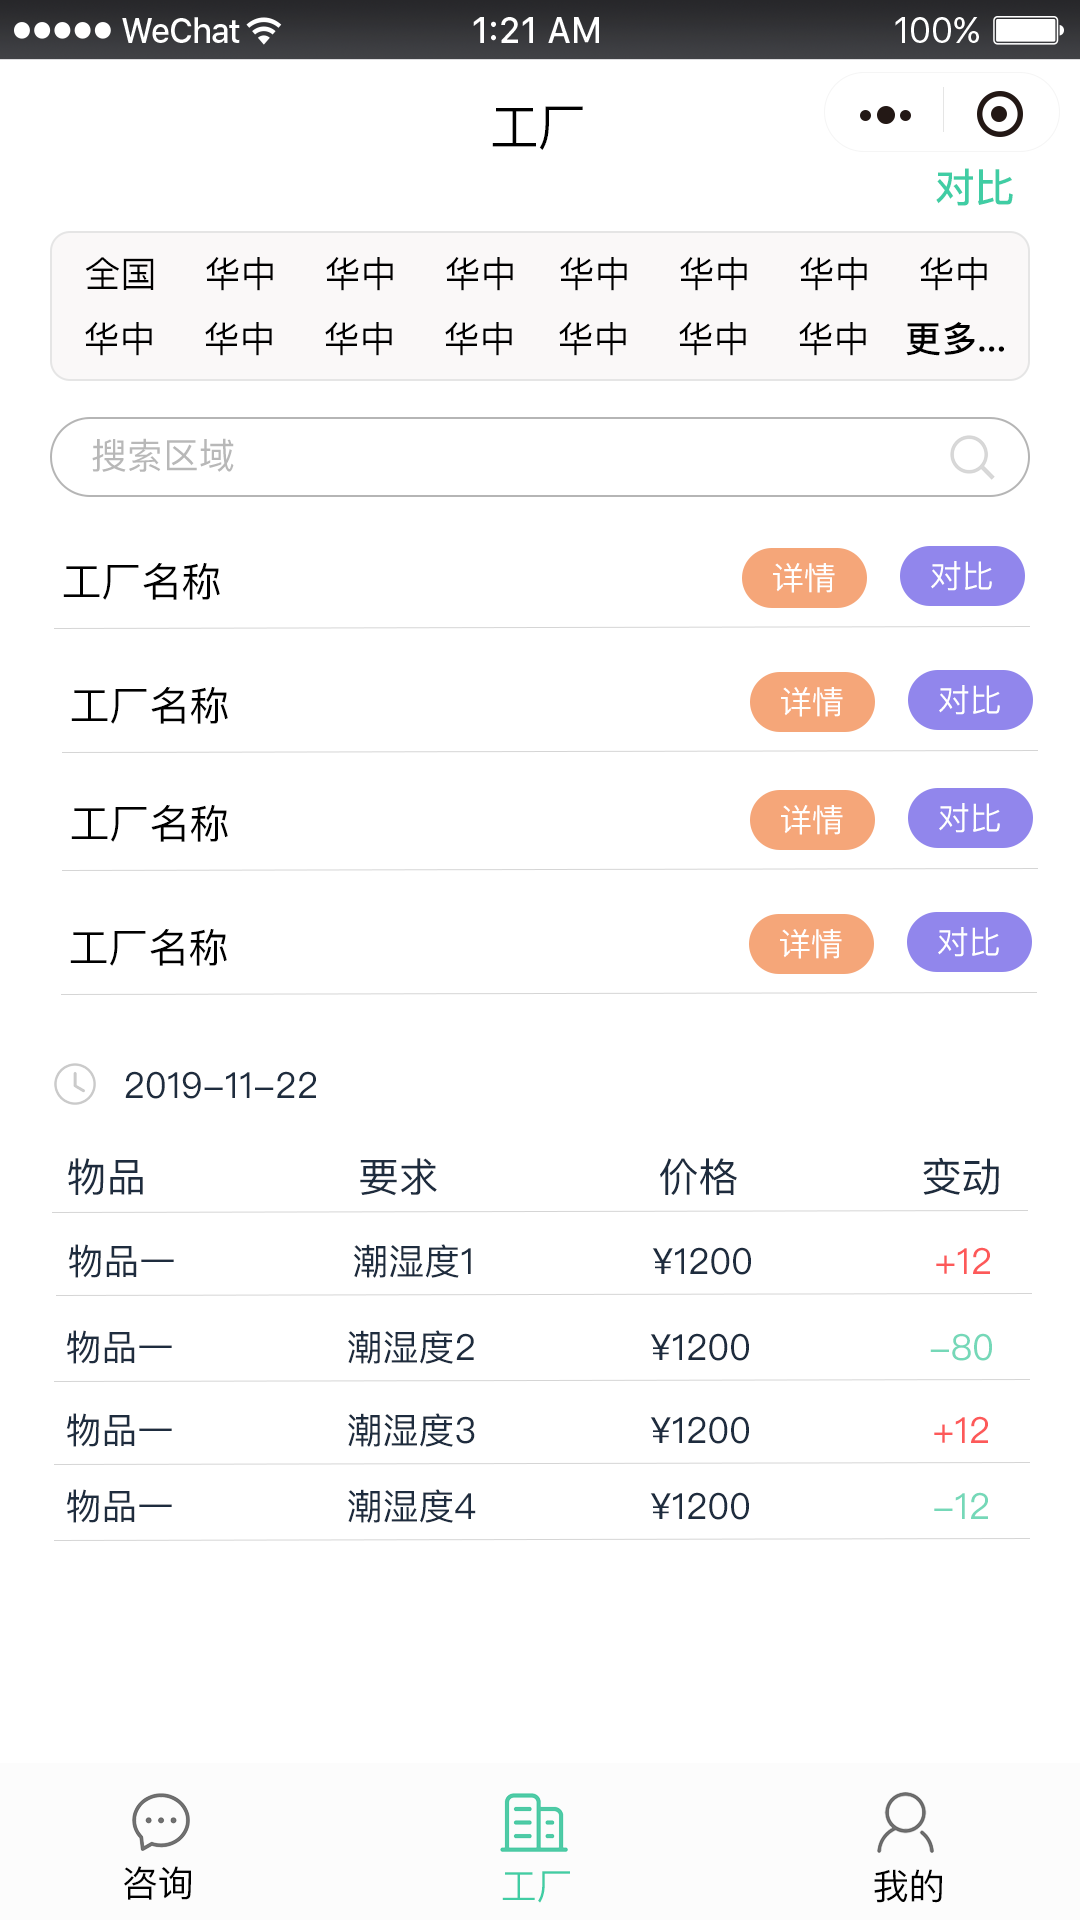 WeChat 1:21 AM 100%
工厂
对比
全国 华中 华中 华中 华中 华中 华中 华中
华中 华中 华中 华中 华中 华中 华中 更多...
搜索区域
工厂名称 详情 对比
工厂名称 详情 对比
工厂名称 详情 对比
工厂名称 详情 对比
2019-11-22
物品 要求 价格 变动
物品一 潮湿度1 ¥1200 +12
物品一 潮湿度2 ¥1200 -80
物品一 潮湿度3 ¥1200 +12
物品一 潮湿度4 ¥1200 -12
咨询 工厂 我的